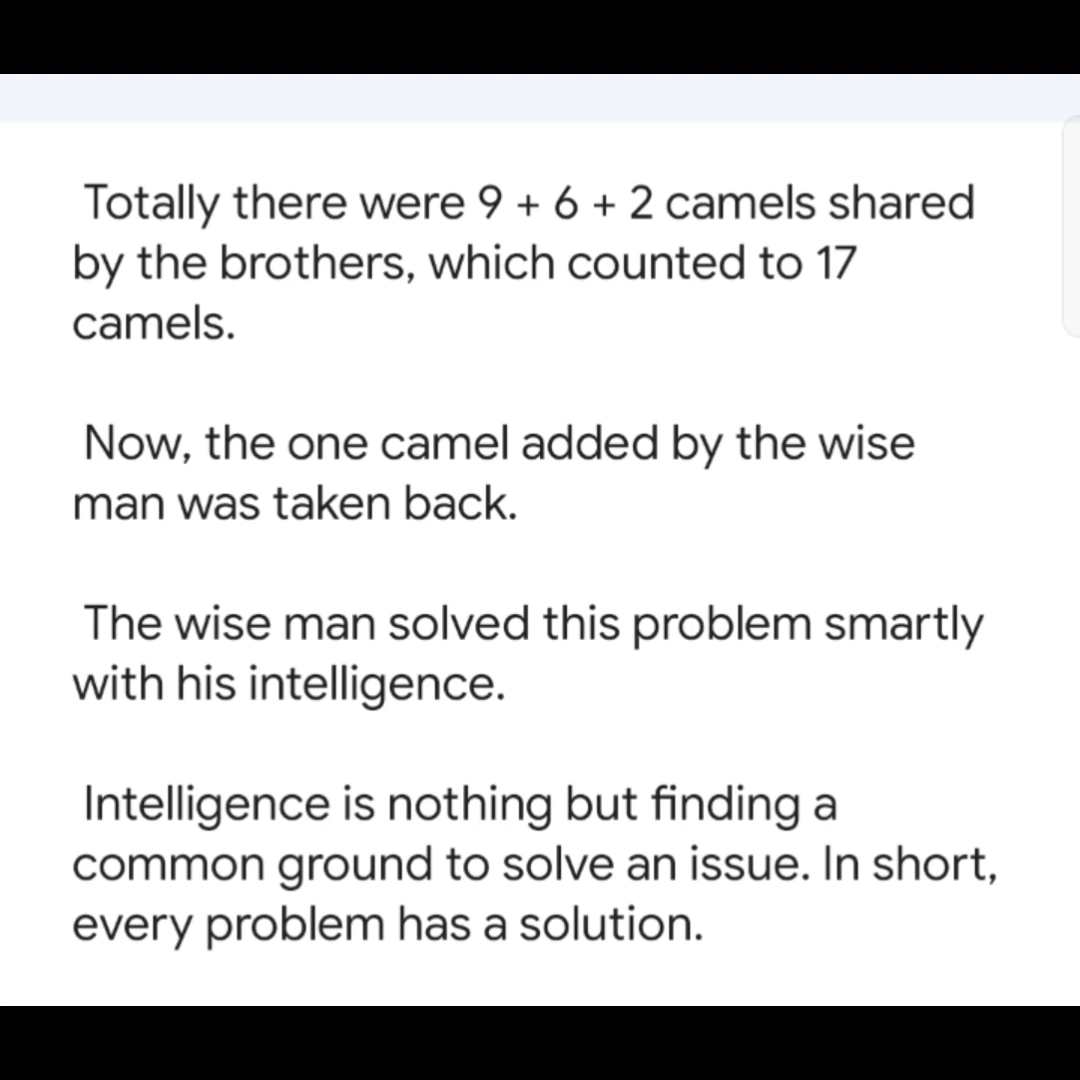 Totally there were 9 + 6 + 2 camels shared
by the brothers, which counted to 17
camels.
Now, the one camel added by the wise
man was taken back.
The wise man solved this problem smartly
with his intelligence.
Intelligence is nothing but finding a
common ground to solve an issue. In short,
every problem has a solution.